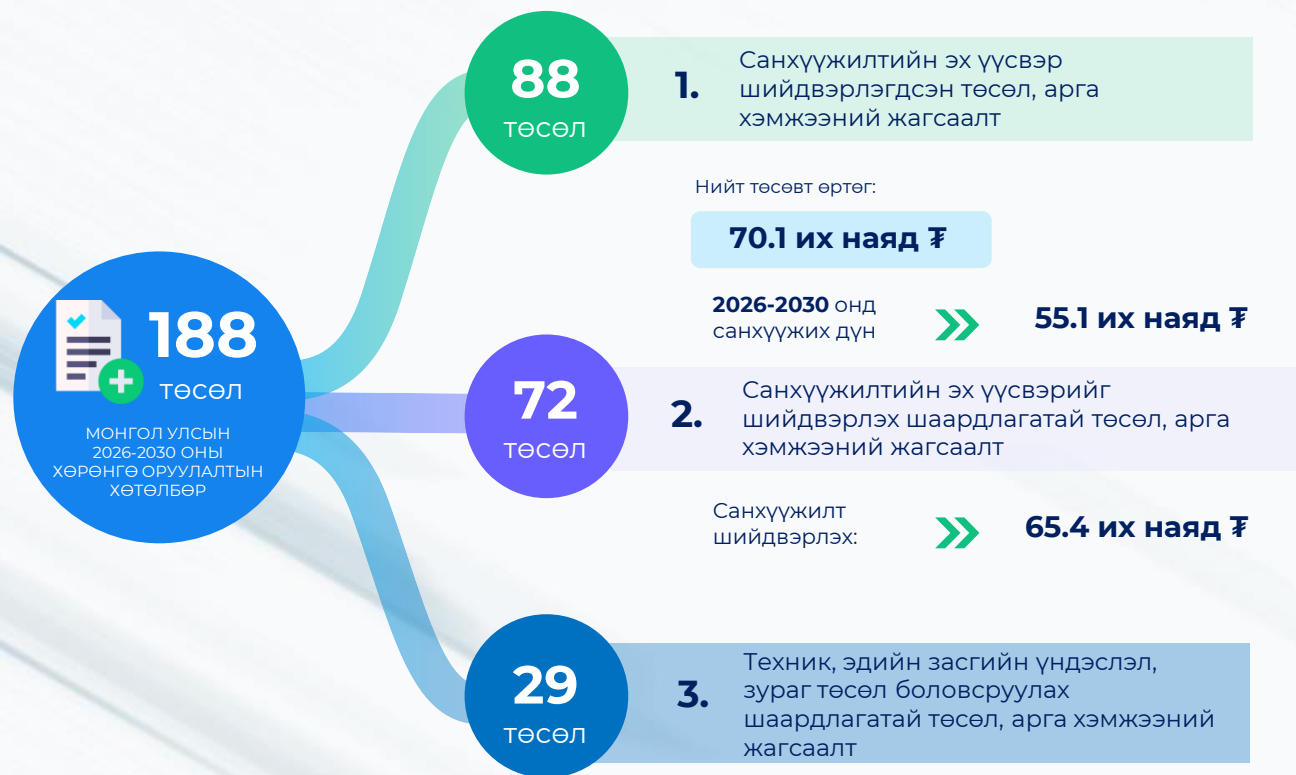 188
төсөл
МОНГОЛ УЛСЫН
2026-2030 ОНЫ
ХӨРӨНГӨ ОРУУЛАЛТЫН
ХӨТӨЛБӨР
88
төсөл
1.
Санхүүжилтийн эх үүсвэр
шийдвэрлэгдсэн төсөл, арга
хэмжээний жагсаалт
Нийт төсөвт өртөг:
70.1 их наяд ₮
2026-2030 онд
санхүүжих дүн
55.1 их наяд ₮
72
төсөл
2.
Санхүүжилтийн эх үүсвэрийг
шийдвэрлэх шаардлагатай төсөл, арга
хэмжээний жагсаалт
Санхүүжилт
шийдвэрлэх:
65.4 их наяд ₮
29
төсөл
3.
Техник, эдийн засгийн үндэслэл,
зураг төсөл боловсруулах
шаардлагатай төсөл, арга хэмжээний
жагсаалт